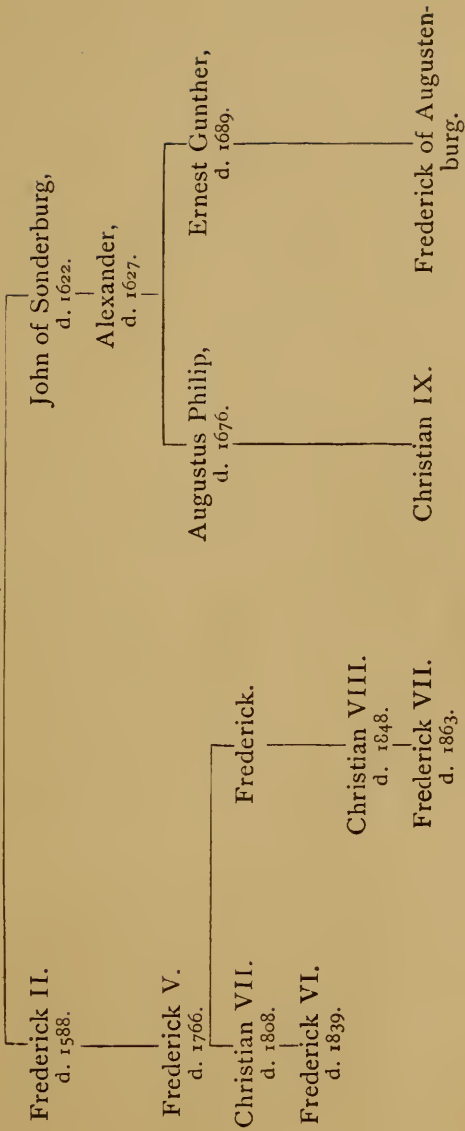 Frederick II.
d. 1588.
John of Sonderburg,
d. 1622.
Alexander,
d. 1627.
Frederick V.
d. 1766.
Augustus Philip,
d. 1676.
Ernest Gunther,
d. 1689.
Christian VII.
d. 1808.
Frederick.
Frederick VI.
d. 1839.
Christian VIII.
d. 1848.
Frederick VII.
d. 1863.
Christian IX.
Frederick of Augusten-
burg.